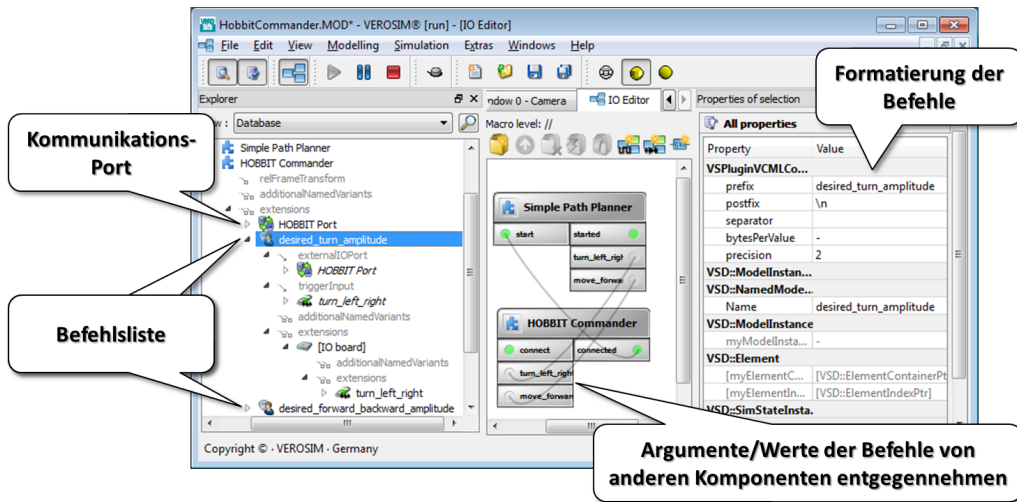 HobbitCommander.MOD* - VEROSIM® [run] - [IO Editor]
File Edit View Modelling Simulation Extras Windows Help
Formatierung der
Befehle
Explorer
Database
ndow 0 - Camera
IO Editor
Macro level: //
Properties of selection
All properties
Property Value
Kommunikations-
Port
Simple Path Planner
HOBBIT Commander
relFrameTransform
additionalNamedVariants
extensions
HOBBIT Port
desired_turn_amplitude
externalIOPort
HOBBIT Port
triggerInput
turn_left_right
additionalNamedVariants
extensions
[IO board]
additionalNamedVariants
extensions
turn_left_right
desired_forward_backward_amplitude
Befehlsliste
Simple Path Planner
start started
turn_left_righ
move_forwa
HOBBIT Commander
connect connected
turn_left_righ
move_forwan
VSPluginVCMLCo...
prefix desired_turn_amplitude
postfix \n
separator
bytesPerValue -
precision 2
VSD::ModelInstan...
VSD::NamedMode...
Name desired_turn_amplitude
VSD::ModelInstance
myModelInsta... -
VSD::Element
[myElementC... [VSD::ElementContainerPt
[myElementIn... [VSD::ElementIndexPtr]
VSD::SimStateInsta.
Copyright © · VEROSIM · Germany
Argumente/Werte der Befehle von
anderen Komponenten entgegennehmen